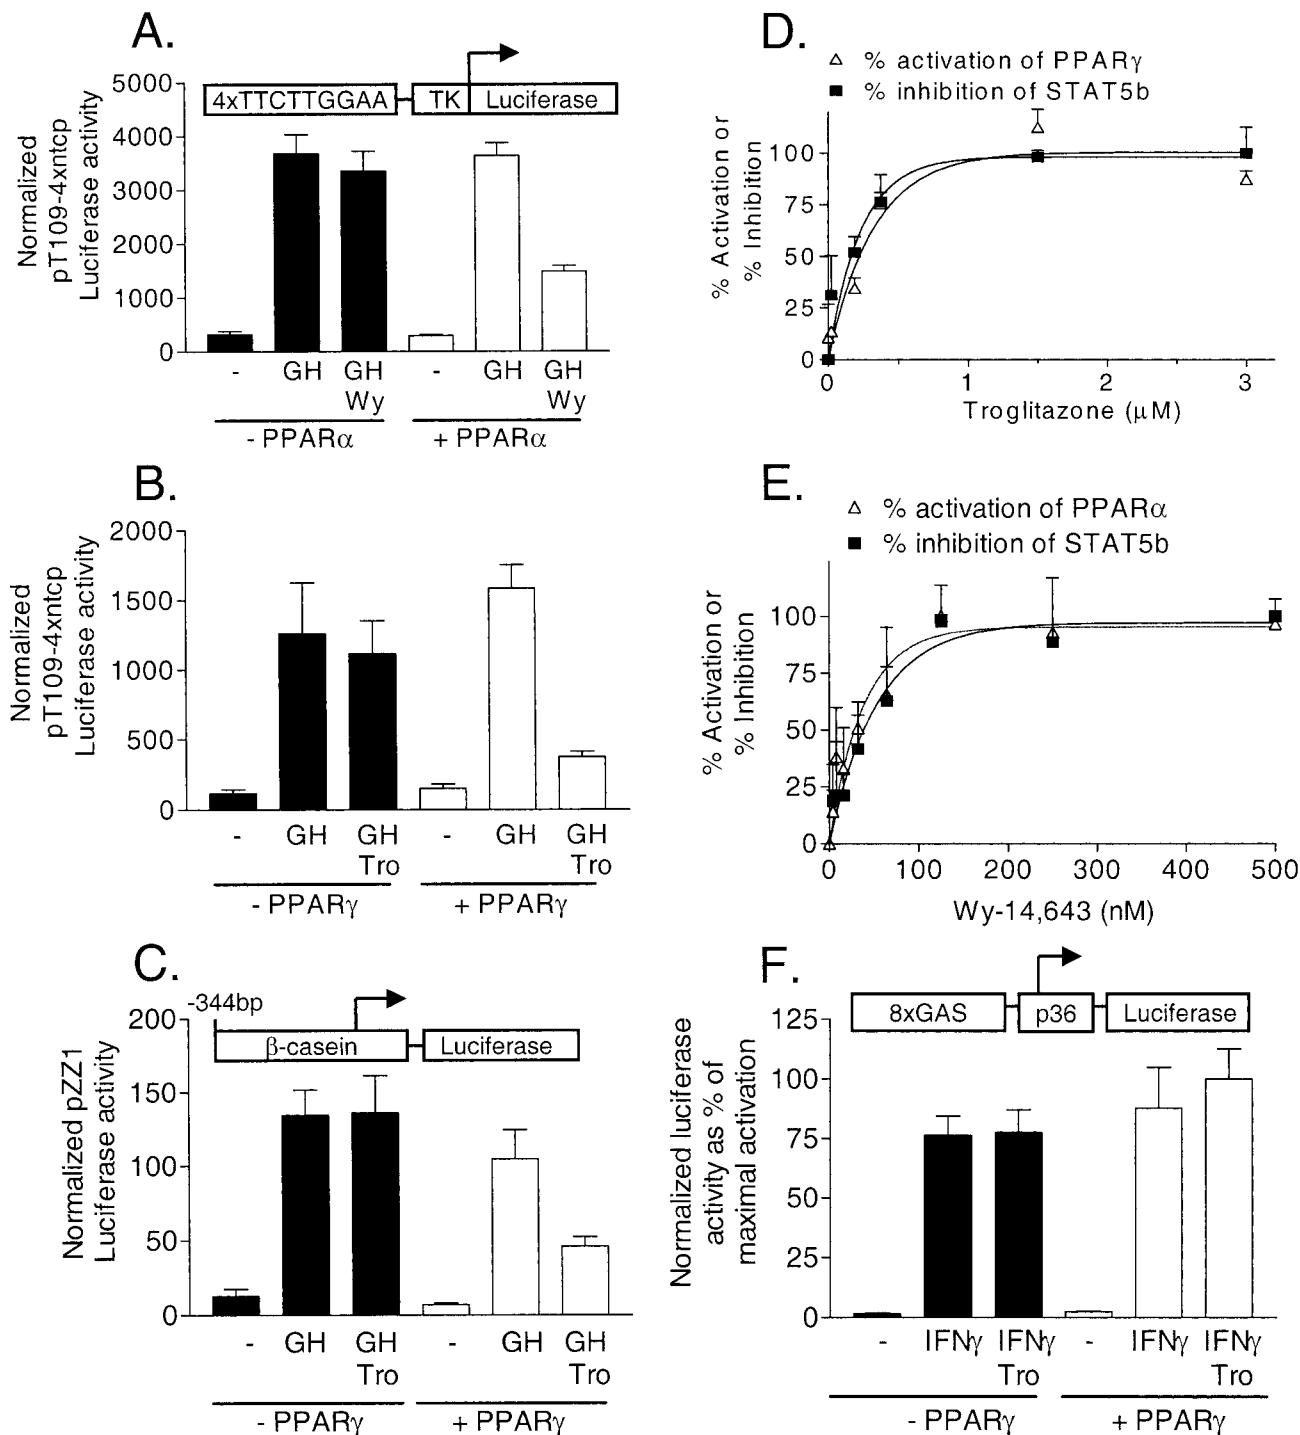 A.
4xTTCTTGGAA TK Luciferase
Normalized
pT109-4xntcp
Luciferase activity
5000
4000
3000
2000
1000
0
- GH GH - GH GH
Wy Wy
- PPARα + PPARα
B.
Normalized
pT109-4xntcp
Luciferase activity
2000
1500
1000
500
0
- GH GH - GH GH
Tro Tro
- PPARγ + PPARγ
C.
-344bp
β-casein Luciferase
Normalized pZZ1
Luciferase activity
200
150
100
50
0
- GH GH - GH GH
Tro Tro
- PPARγ + PPARγ
D.
% activation of PPARγ
% inhibition of STAT5b
% Activation or
% Inhibition
100
75
50
25
0
0 1 2 3
Troglitazone (μM)
E.
% activation of PPARα
% inhibition of STAT5b
% Activation or
% Inhibition
100
75
50
25
0
0 100 200 300 400 500
Wy-14,643 (nM)
F.
8xGAS p36 Luciferase
Normalized luciferase
activity as % of
maximal activation
125
100
75
50
25
0
- IFNγ IFNγ - IFNγ IFNγ
Tro Tro
- PPARγ + PPARγ